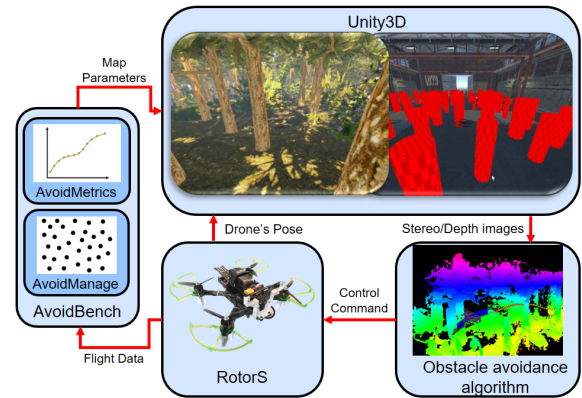 Unity3D
Map
Parameters
AvoidMetrics
AvoidManage
AvoidBench
Drone's Pose
Stereo/Depth images
Control
Command
Flight Data
RotorS
Obstacle avoidance
algorithm